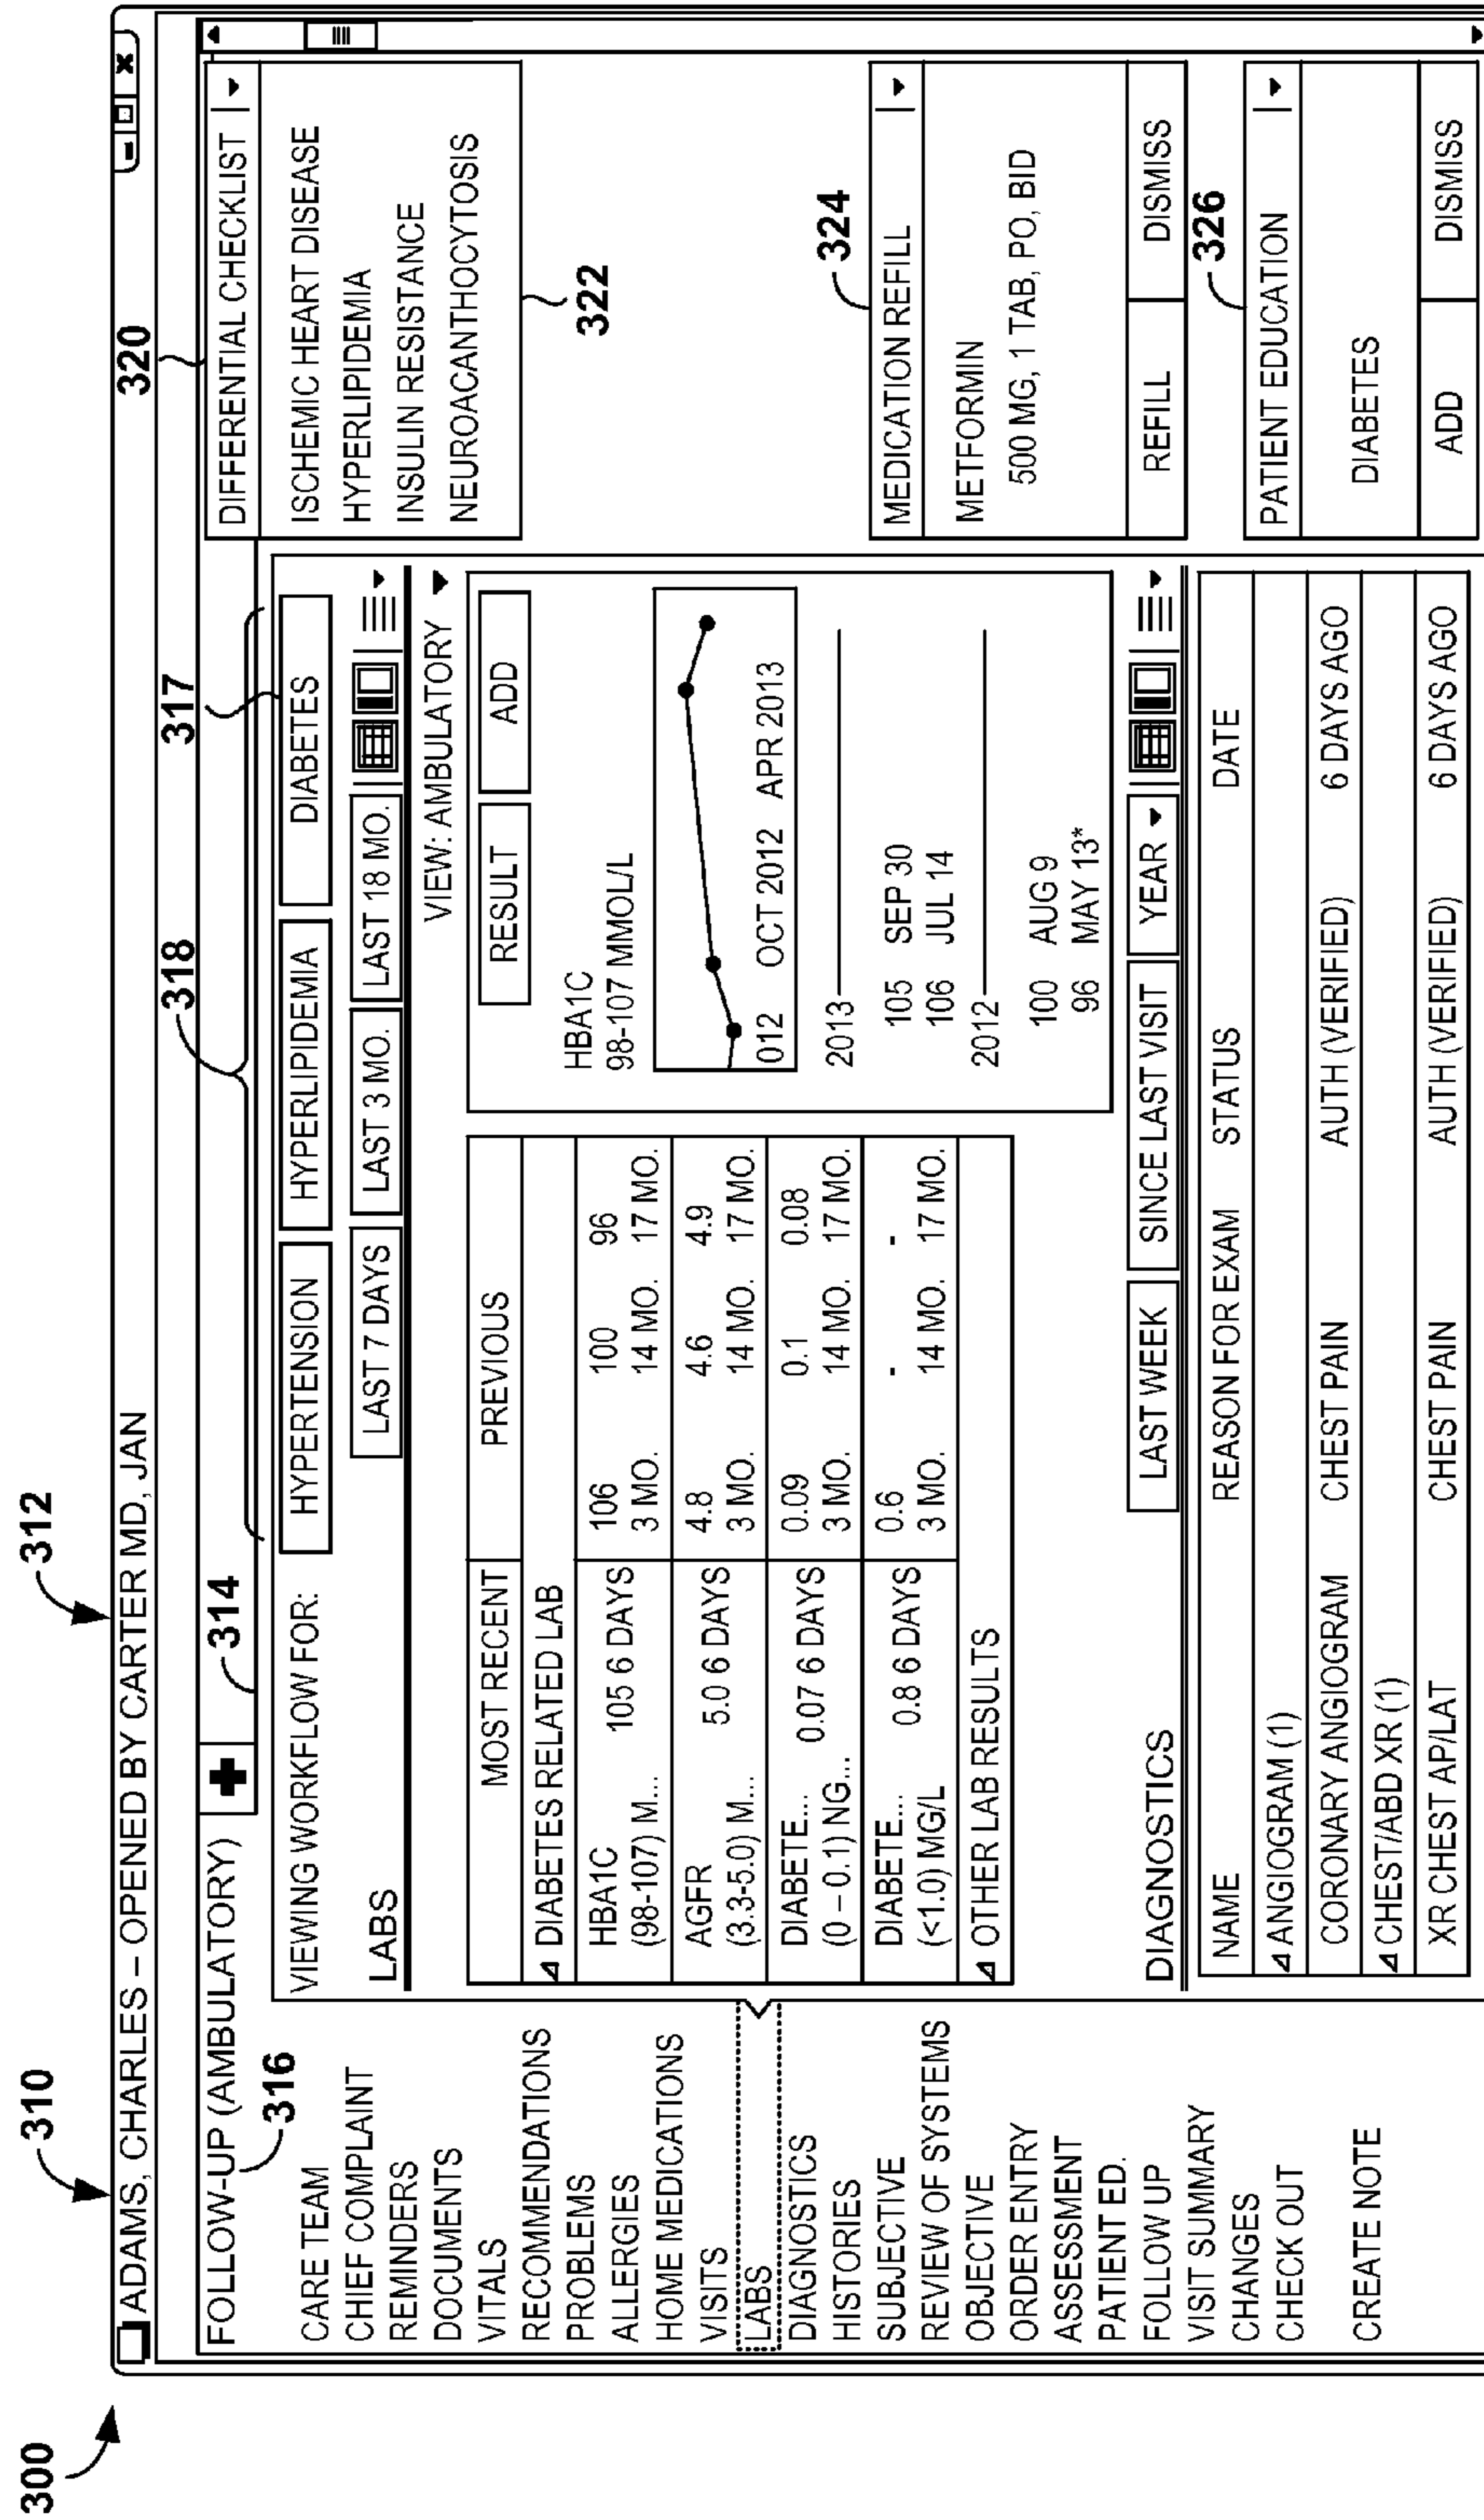 300
310
312
ADAMS, CHARLES – OPENED BY CARTER MD, JAN
320
FOLLOW-UP (AMBULATORY)
314
316
318
317
CARE TEAM
CHIEF COMPLAINT
REMINDERS
DOCUMENTS
VITALS
RECOMMENDATIONS
PROBLEMS
ALLERGIES
HOME MEDICATIONS
VISITS
LABS
DIAGNOSTICS
HISTORIES
SUBJECTIVE
REVIEW OF SYSTEMS
OBJECTIVE
ORDER ENTRY
ASSESSMENT
PATIENT ED.
FOLLOW UP
VISIT SUMMARY
CHANGES
CHECK OUT
CREATE NOTE
VIEWING WORKFLOW FOR: HYPERTENSION HYPERLIPIDEMIA DIABETES
LABS LAST 7 DAYS LAST 3 MO. LAST 18 MO.
VIEW: AMBULATORY
MOST RECENT PREVIOUS
DIABETES RELATED LAB
HBA1C 105 6 DAYS 106 100 96
(98-107) M... 3 MO. 14 MO. 17 MO.
AGFR 4.8 4.6 4.9
(3.3-5.0) M... 5.0 6 DAYS 3 MO. 14 MO. 17 MO.
DIABETE... 0.07 6 DAYS 0.09 0.1 0.08
(0 – 0.1) NG... 3 MO. 14 MO. 17 MO.
DIABETE... 0.8 6 DAYS 0.6 - -
(<1.0) MG/L 3 MO. 14 MO. 17 MO.
OTHER LAB RESULTS
RESULT ADD
HBA1C
98-107 MMOL/L
012 OCT 2012 APR 2013
2013
105 SEP 30
106 JUL 14
2012
100 AUG 9
96 MAY 13*
DIAGNOSTICS LAST WEEK SINCE LAST VISIT YEAR
NAME REASON FOR EXAM STATUS DATE
ANGIOGRAM (1)
CORONARY ANGIOGRAM CHEST PAIN AUTH (VERIFIED) 6 DAYS AGO
CHEST/ABD XR (1)
XR CHEST AP/LAT CHEST PAIN AUTH (VERIFIED) 6 DAYS AGO
DIFFERENTIAL CHECKLIST
ISCHEMIC HEART DISEASE
HYPERLIPIDEMIA
INSULIN RESISTANCE
NEUROACANTHOCYTOSIS
322
324
MEDICATION REFILL
METFORMIN
500 MG, 1 TAB, PO, BID
REFILL DISMISS
326
PATIENT EDUCATION
DIABETES
ADD DISMISS